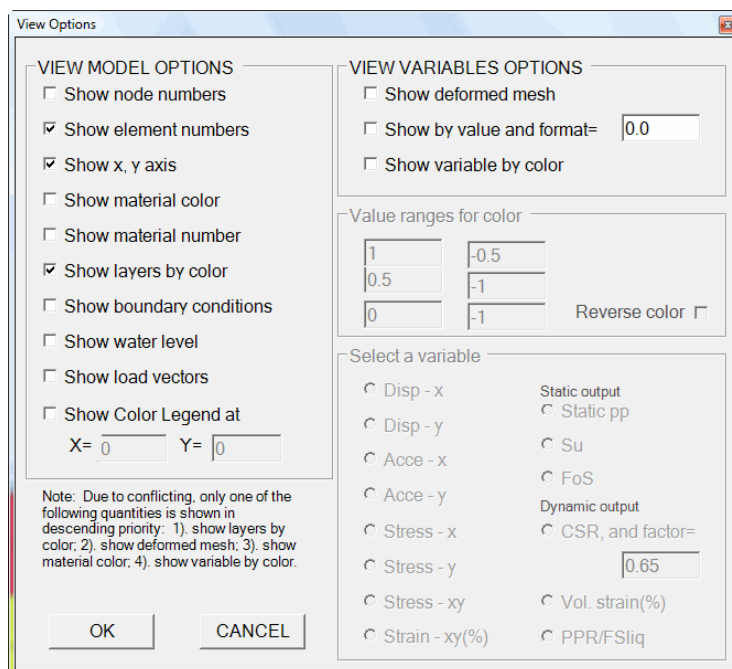 View Options
x
VIEW MODEL OPTIONS
Show node numbers
Show element numbers
Show x, y axis
Show material color
Show material number
Show layers by color
Show boundary conditions
Show water level
Show load vectors
Show Color Legend at
X= 0 Y= 0
Note: Due to conflicting, only one of the
following quantities is shown in
descending priority: 1). show layers by
color; 2). show deformed mesh; 3). show
material color; 4). show variable by color.
OK CANCEL
VIEW VARIABLES OPTIONS
Show deformed mesh
Show by value and format= 0.0
Show variable by color
Value ranges for color
1 -0.5
0.5 -1
0 -1
Reverse color
Select a variable
Disp - x
Disp - y
Acce - x
Acce - y
Stress - x
Stress - y
Stress - xy
Strain - xy(%)
Static output
Static pp
Su
FoS
Dynamic output
CSR, and factor=
0.65
Vol. strain(%)
PPR/FSliq